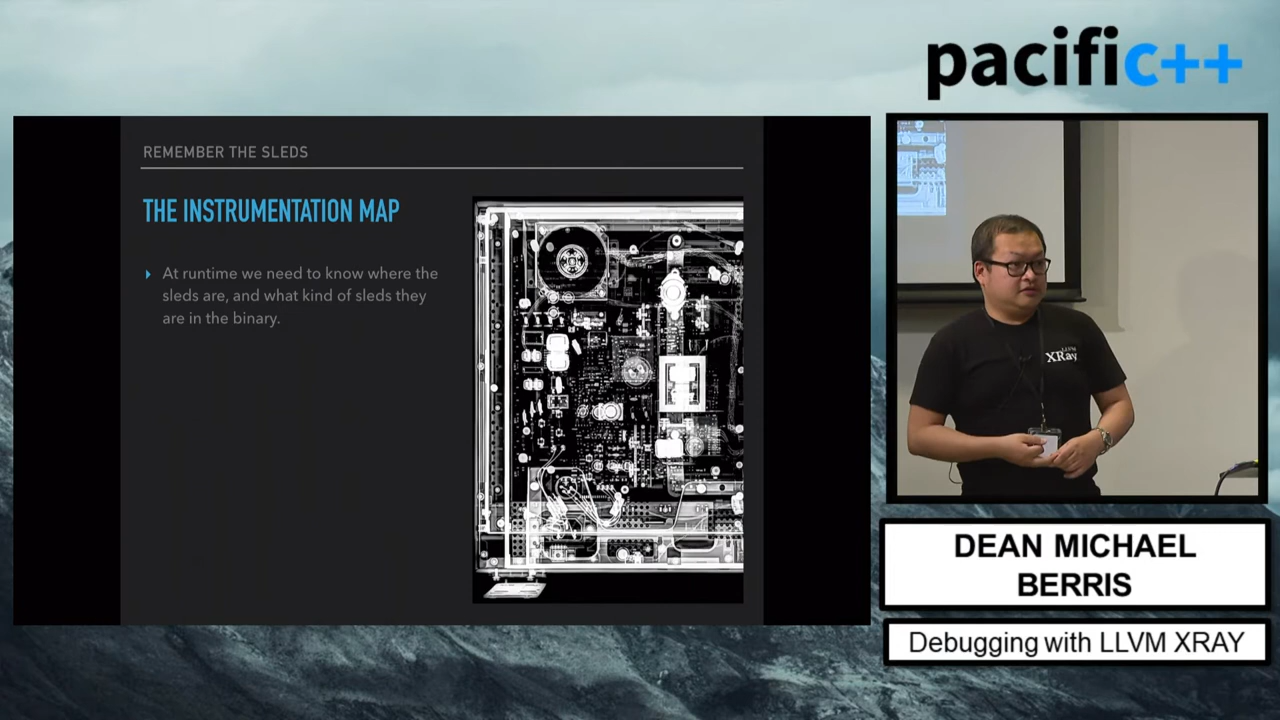 pacific++
REMEMBER THE SLEDS
THE INSTRUMENTATION MAP
At runtime we need to know where the
sleds are, and what kind of sleds they
are in the binary.
LLVM
XRay
DEAN MICHAEL
BERRIS
Debugging with LLVM XRAY